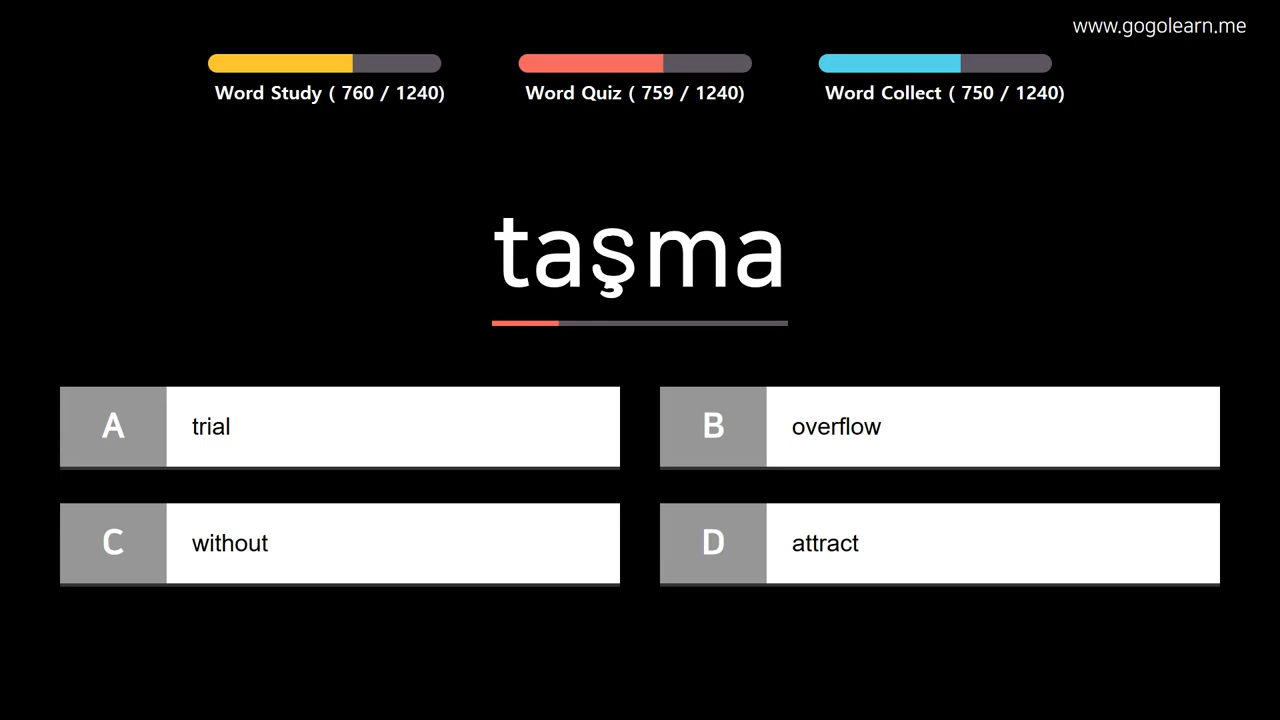 www.gogolearn.me
Word Study ( 760 / 1240)
Word Quiz ( 759 / 1240)
Word Collect ( 750 / 1240)
taşma
A trial
B overflow
C without
D attract